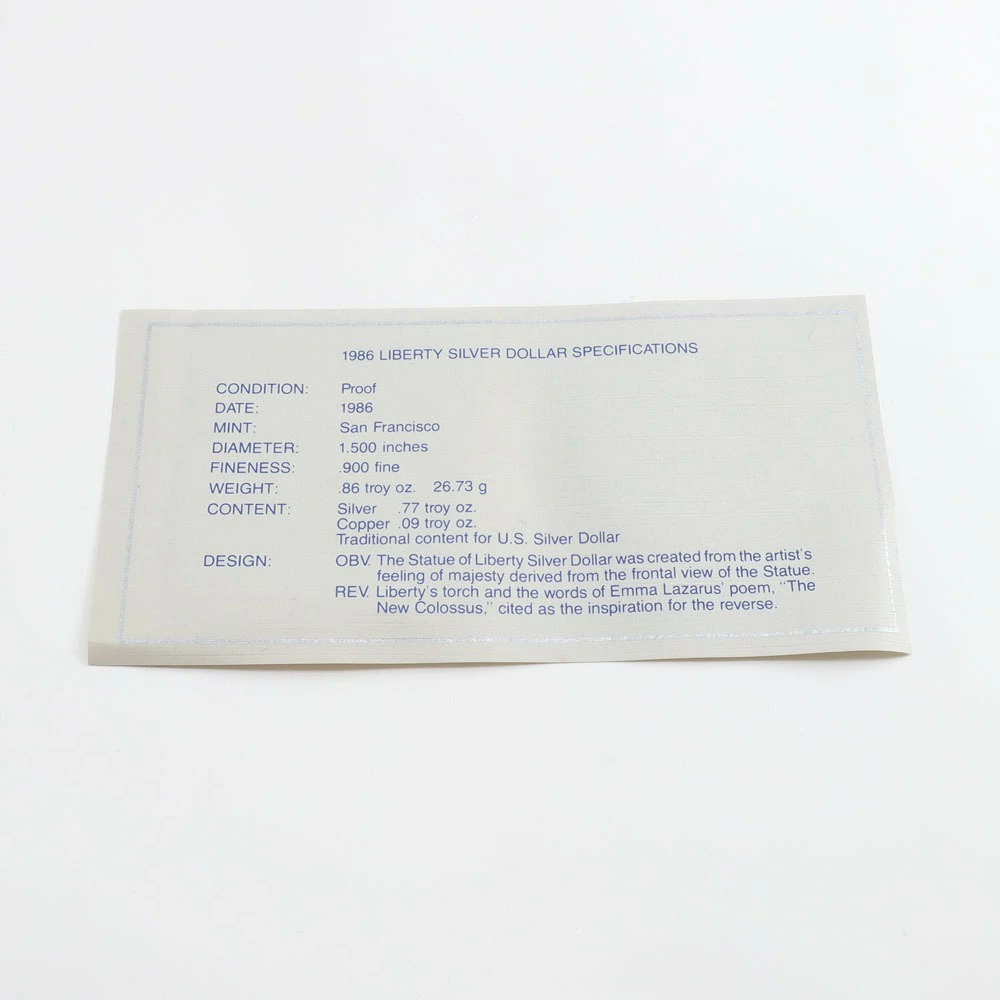 1986 LIBERTY SILVER DOLLAR SPECIFICATIONS
CONDITION: Proof
DATE: 1986
MINT: San Francisco
DIAMETER: 1.500 inches
FINENESS: .900 fine
WEIGHT: .86 troy oz. 26.73 g
CONTENT: Silver .77 troy oz.
Copper .09 troy oz.
Traditional content for U.S. Silver Dollar
DESIGN: OBV. The Statue of Liberty Silver Dollar was created from the artist's
feeling of majesty derived from the frontal view of the Statue.
REV. Liberty's torch and the words of Emma Lazarus' poem, "The
New Colossus," cited as the inspiration for the reverse.